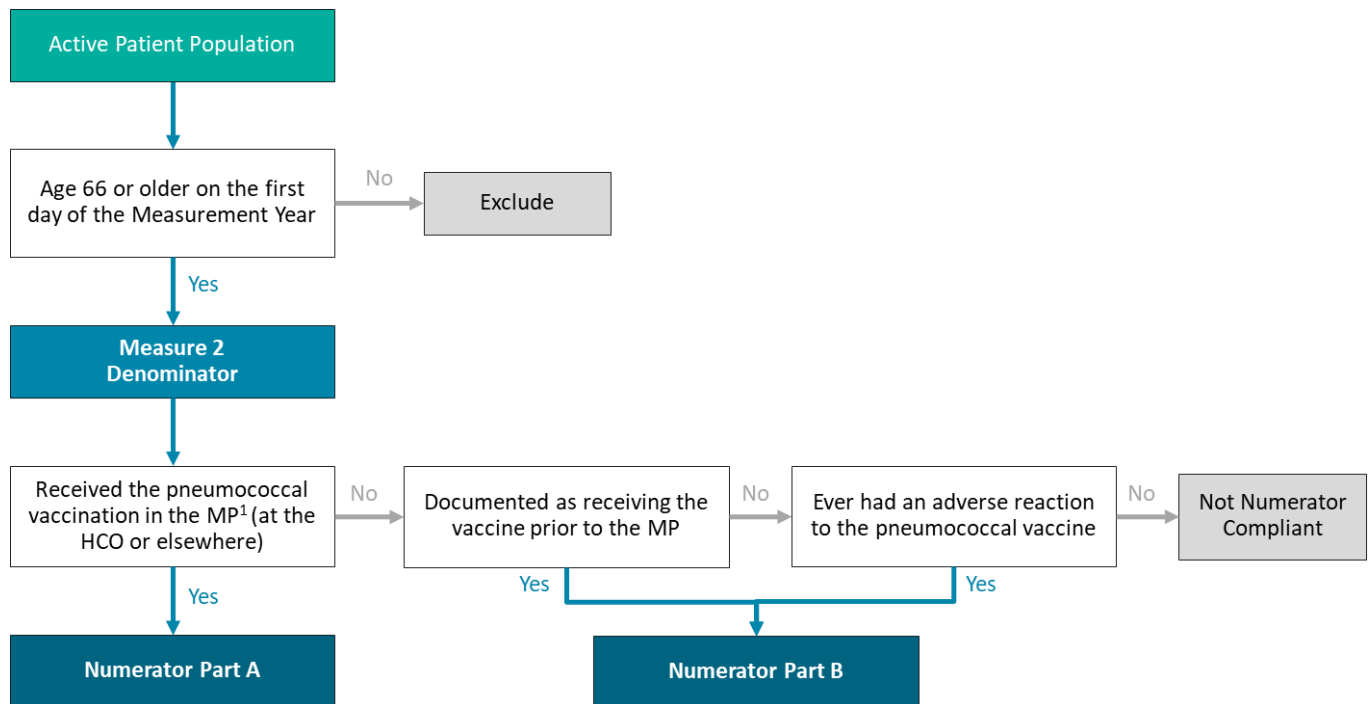 Active Patient Population
Age 66 or older on the first
day of the Measurement Year
No
Exclude
Yes
Measure 2
Denominator
Received the pneumococcal
vaccination in the MP¹ (at the
HCO or elsewhere)
No
Documented as receiving the
vaccine prior to the MP
No
Ever had an adverse reaction
to the pneumococcal vaccine
No
Not Numerator
Compliant
Yes
Yes
Yes
Numerator Part A
Numerator Part B